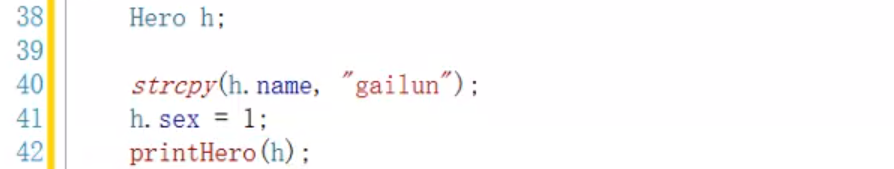 38 Hero h;
39
40 strcpy(h.name, "gailun");
41 h.sex = 1;
42 printHero(h);